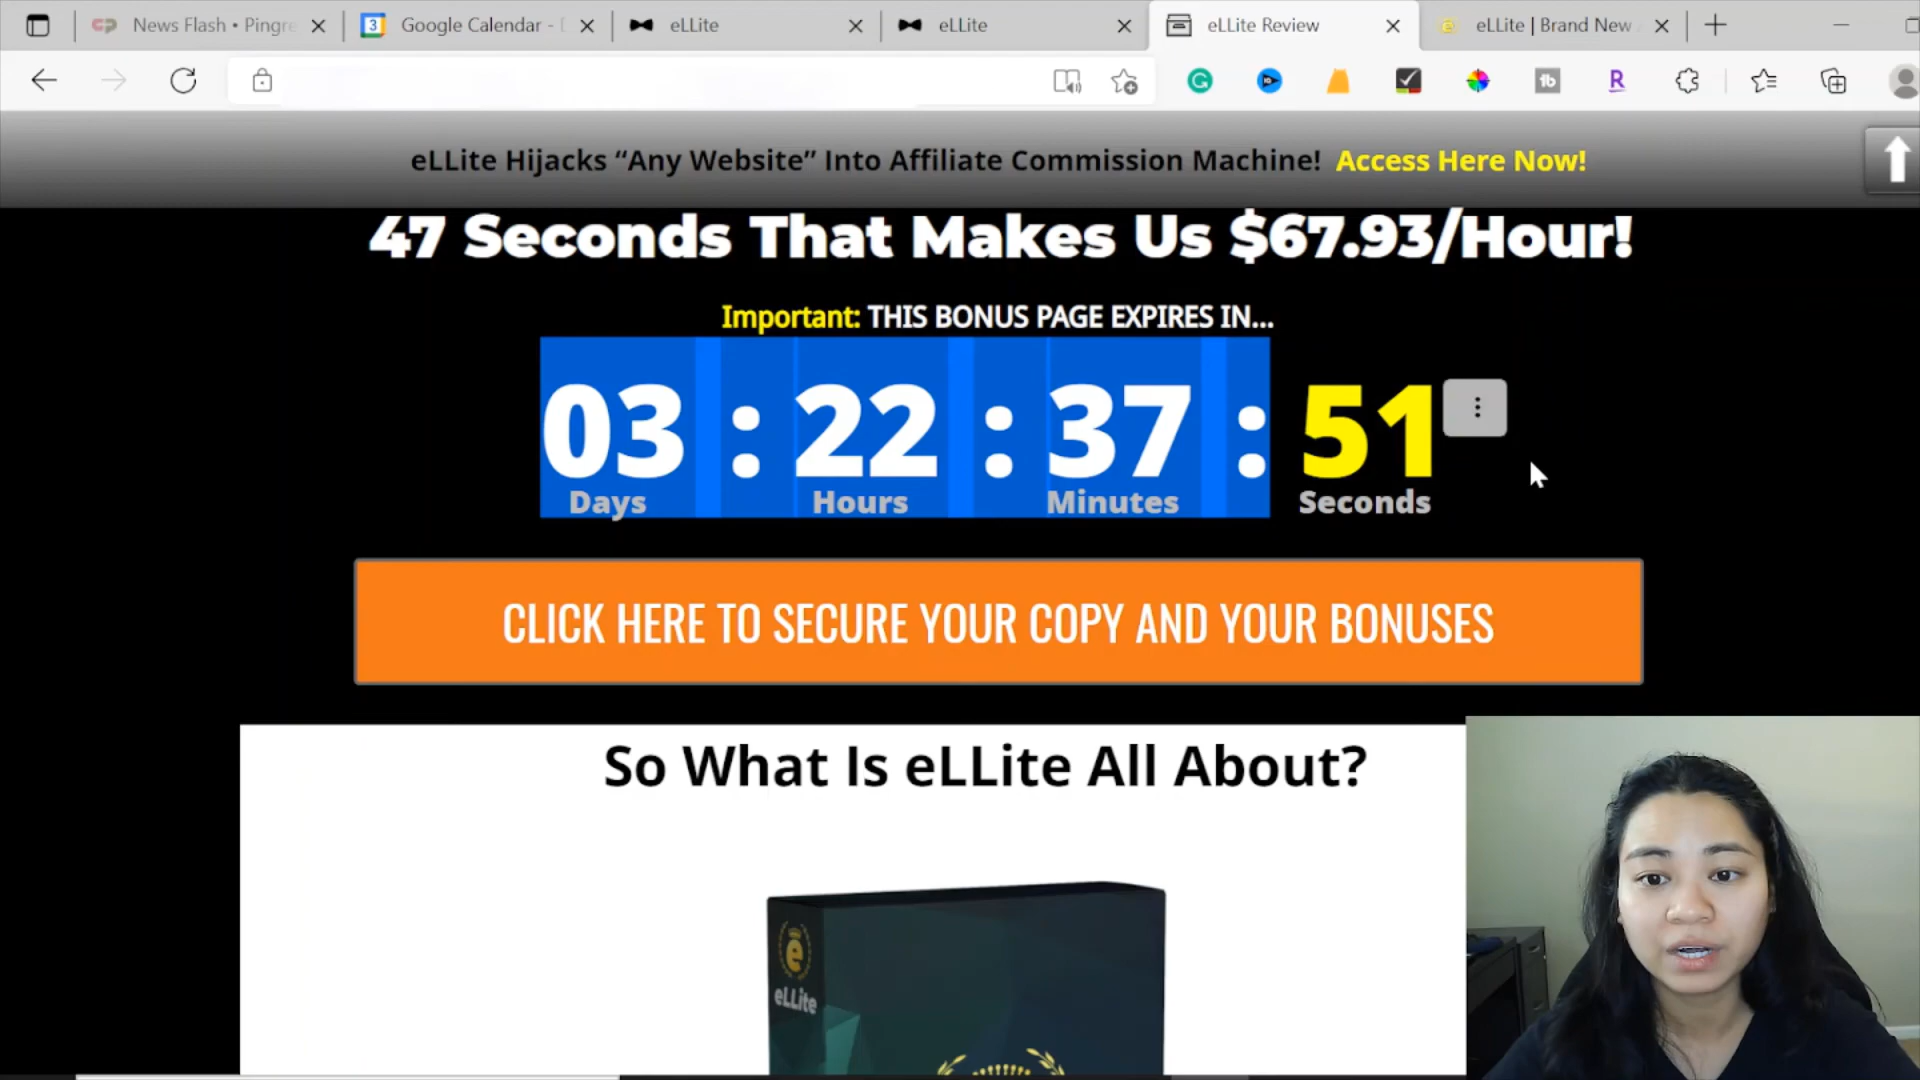 News Flash • Pingre
3
Google Calendar -
eLLite
eLLite
eLLite Review
eLLite | Brand New
eLLite Hijacks “Any Website” Into Affiliate Commission Machine! Access Here Now!
47 Seconds That Makes Us $67.93/Hour!
Important: THIS BONUS PAGE EXPIRES IN...
03 : 22 : 37 : 51
Days Hours Minutes Seconds
CLICK HERE TO SECURE YOUR COPY AND YOUR BONUSES
So What Is eLLite All About?
e
eLLite